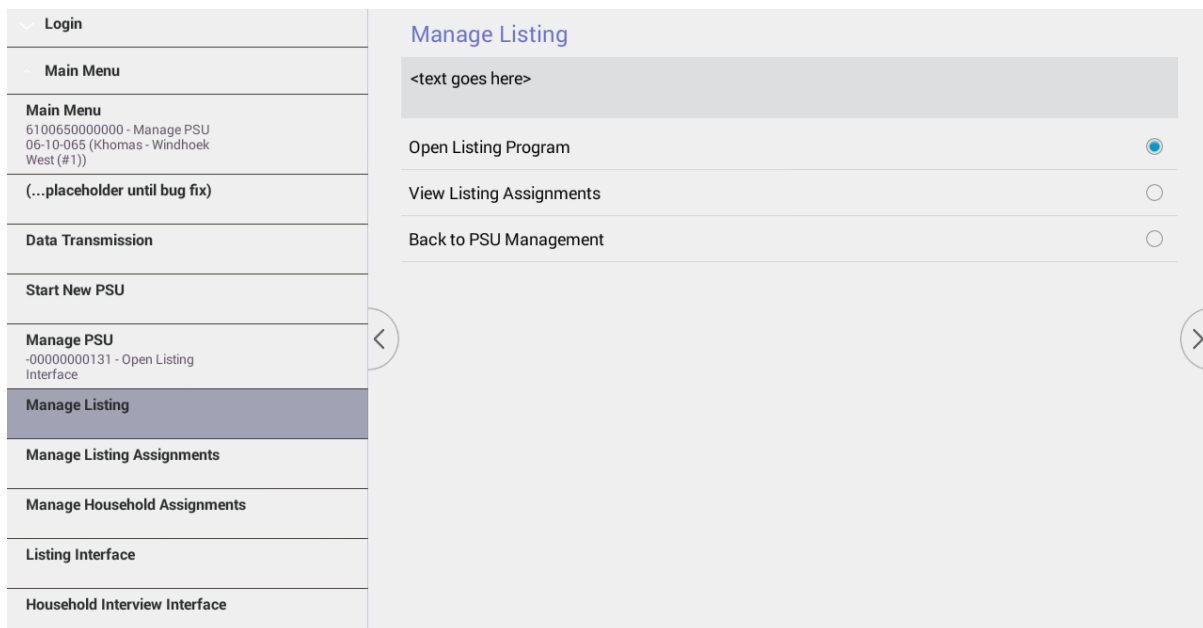 Login
Main Menu
Main Menu
6100650000000 - Manage PSU
06-10-065 (Khomas - Windhoek
West (#1))
(...placeholder until bug fix)
Data Transmission
Start New PSU
Manage PSU
-00000000131 - Open Listing
Interface
Manage Listing
Manage Listing Assignments
Manage Household Assignments
Listing Interface
Household Interview Interface
Manage Listing
<text goes here>
Open Listing Program
View Listing Assignments
Back to PSU Management